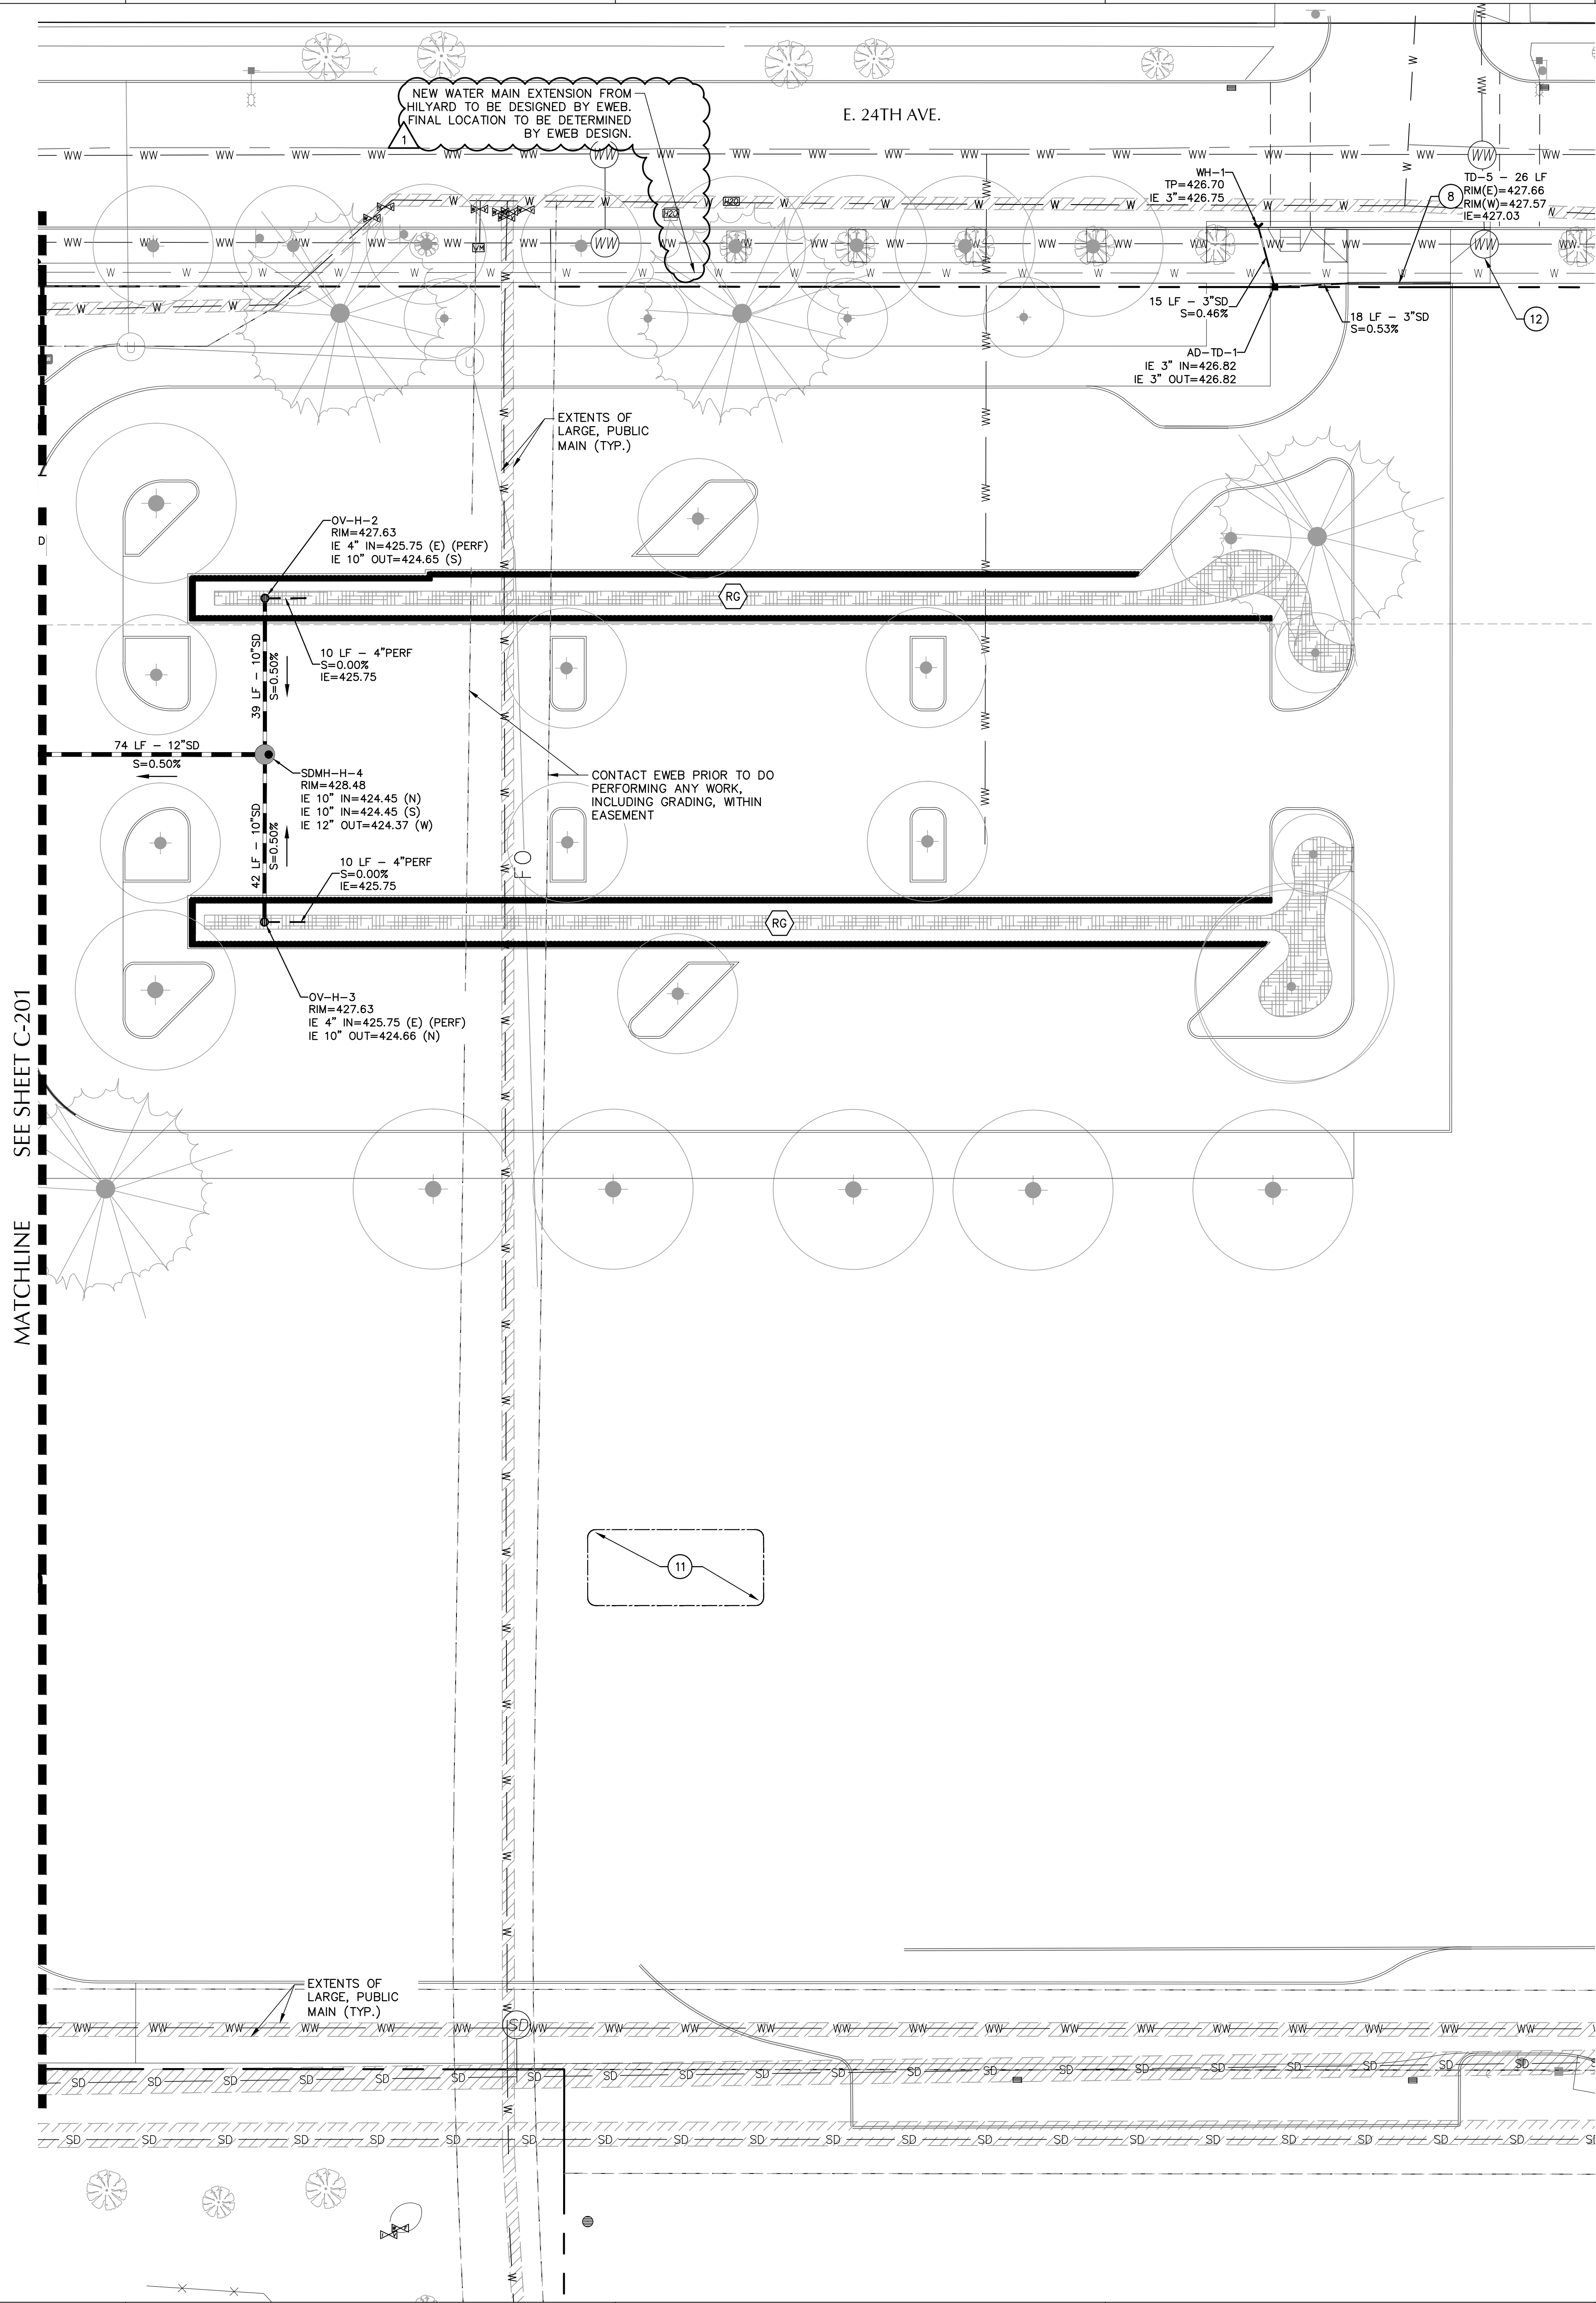 NEW WATER MAIN EXTENSION FROM
HILYARD TO BE DESIGNED BY EWEB.
FINAL LOCATION TO BE DETERMINED
BY EWEB DESIGN.
1
E. 24TH AVE.
WH-1
TP=426.70
IE 3"=426.75
8
TD-5 - 26 LF
RIM(E)=427.66
RIM(W)=427.57
IE=427.03
15 LF - 3"SD
S=0.46%
18 LF - 3"SD
S=0.53%
12
AD-TD-1
IE 3" IN=426.82
IE 3" OUT=426.82
EXTENTS OF
LARGE, PUBLIC
MAIN (TYP.)
OV-H-2
RIM=427.63
IE 4" IN=425.75 (E) (PERF)
IE 10" OUT=424.65 (S)
RG
10 LF - 4"PERF
S=0.00%
IE=425.75
39 LF - 10"SD
S=0.50%
74 LF - 12"SD
S=0.50%
SDMH-H-4
RIM=428.48
IE 10" IN=424.45 (N)
IE 10" IN=424.45 (S)
IE 12" OUT=424.37 (W)
CONTACT EWEB PRIOR TO DO
PERFORMING ANY WORK,
INCLUDING GRADING, WITHIN
EASEMENT
42 LF - 10"SD
S=0.50%
10 LF - 4"PERF
S=0.00%
IE=425.75
FO
RG
OV-H-3
RIM=427.63
IE 4" IN=425.75 (E) (PERF)
IE 10" OUT=424.66 (N)
MATCHLINE SEE SHEET C-201
11
EXTENTS OF
LARGE, PUBLIC
MAIN (TYP.)
WW
SD
W
U
H2O
WM
D